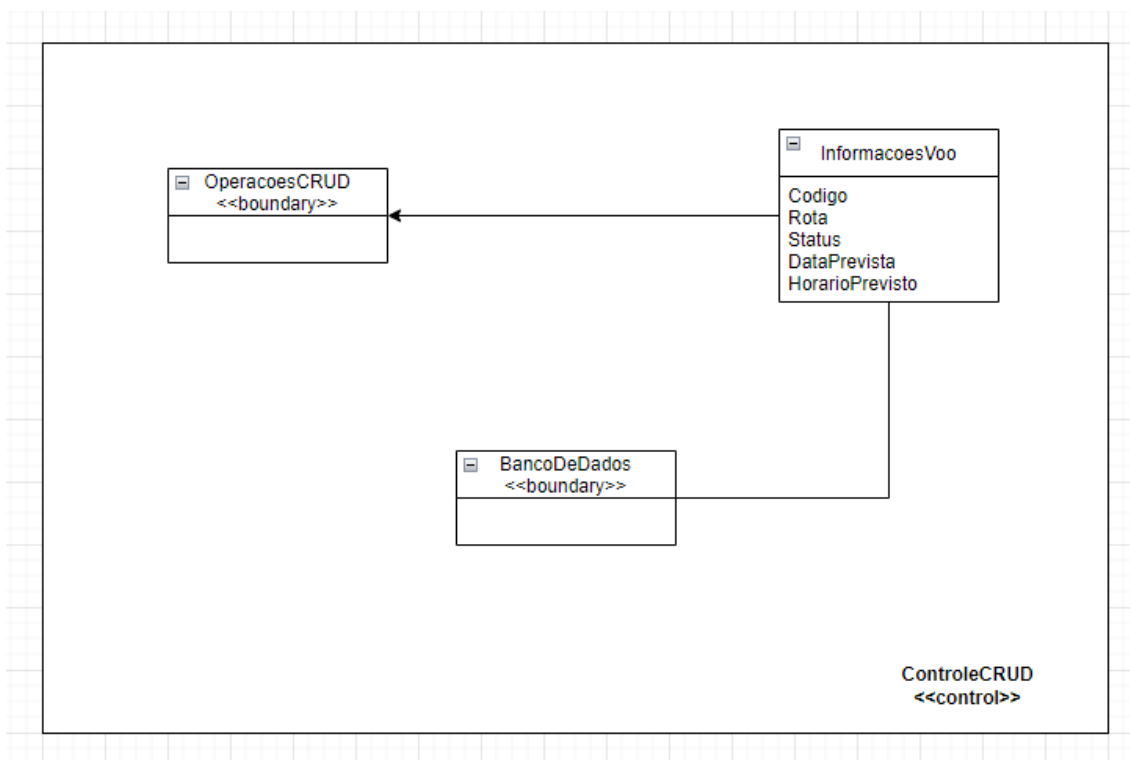 OperacoesCRUD
<<boundary>>
InformacoesVoo
Codigo
Rota
Status
DataPrevista
HorarioPrevisto
BancoDeDados
<<boundary>>
ControleCRUD
<<control>>